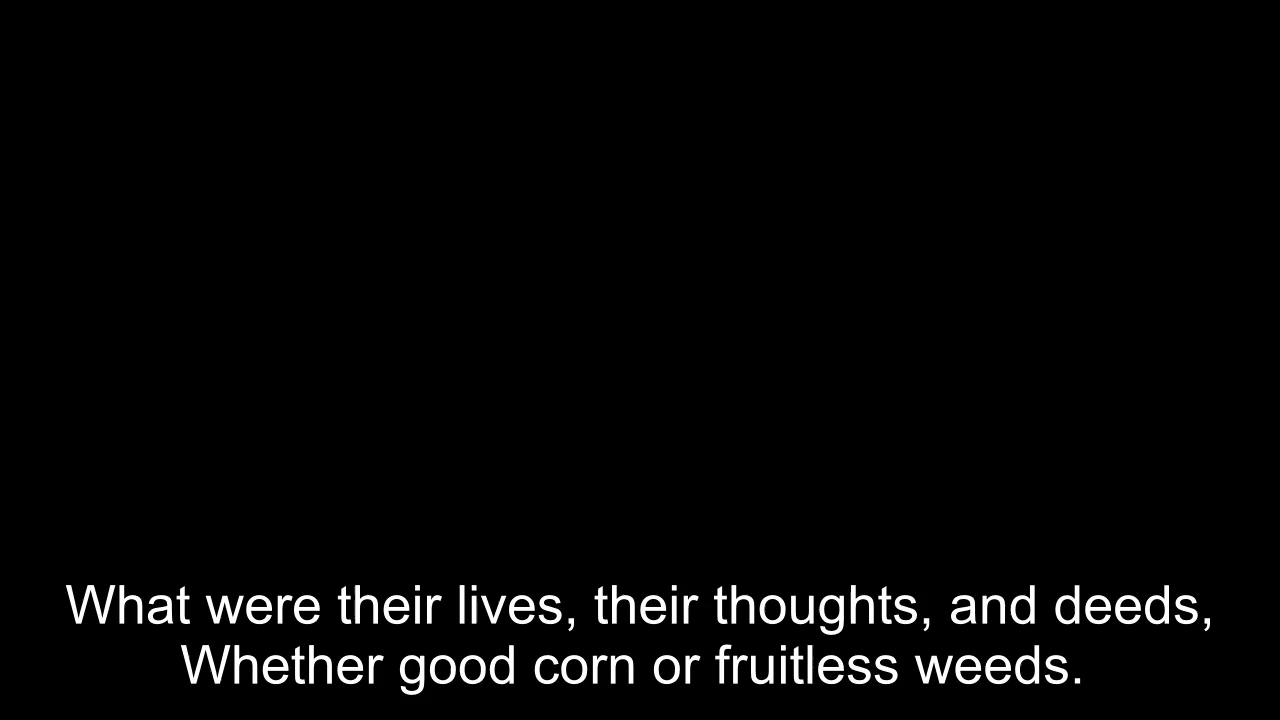 What were their lives, their thoughts, and deeds,
Whether good corn or fruitless weeds.